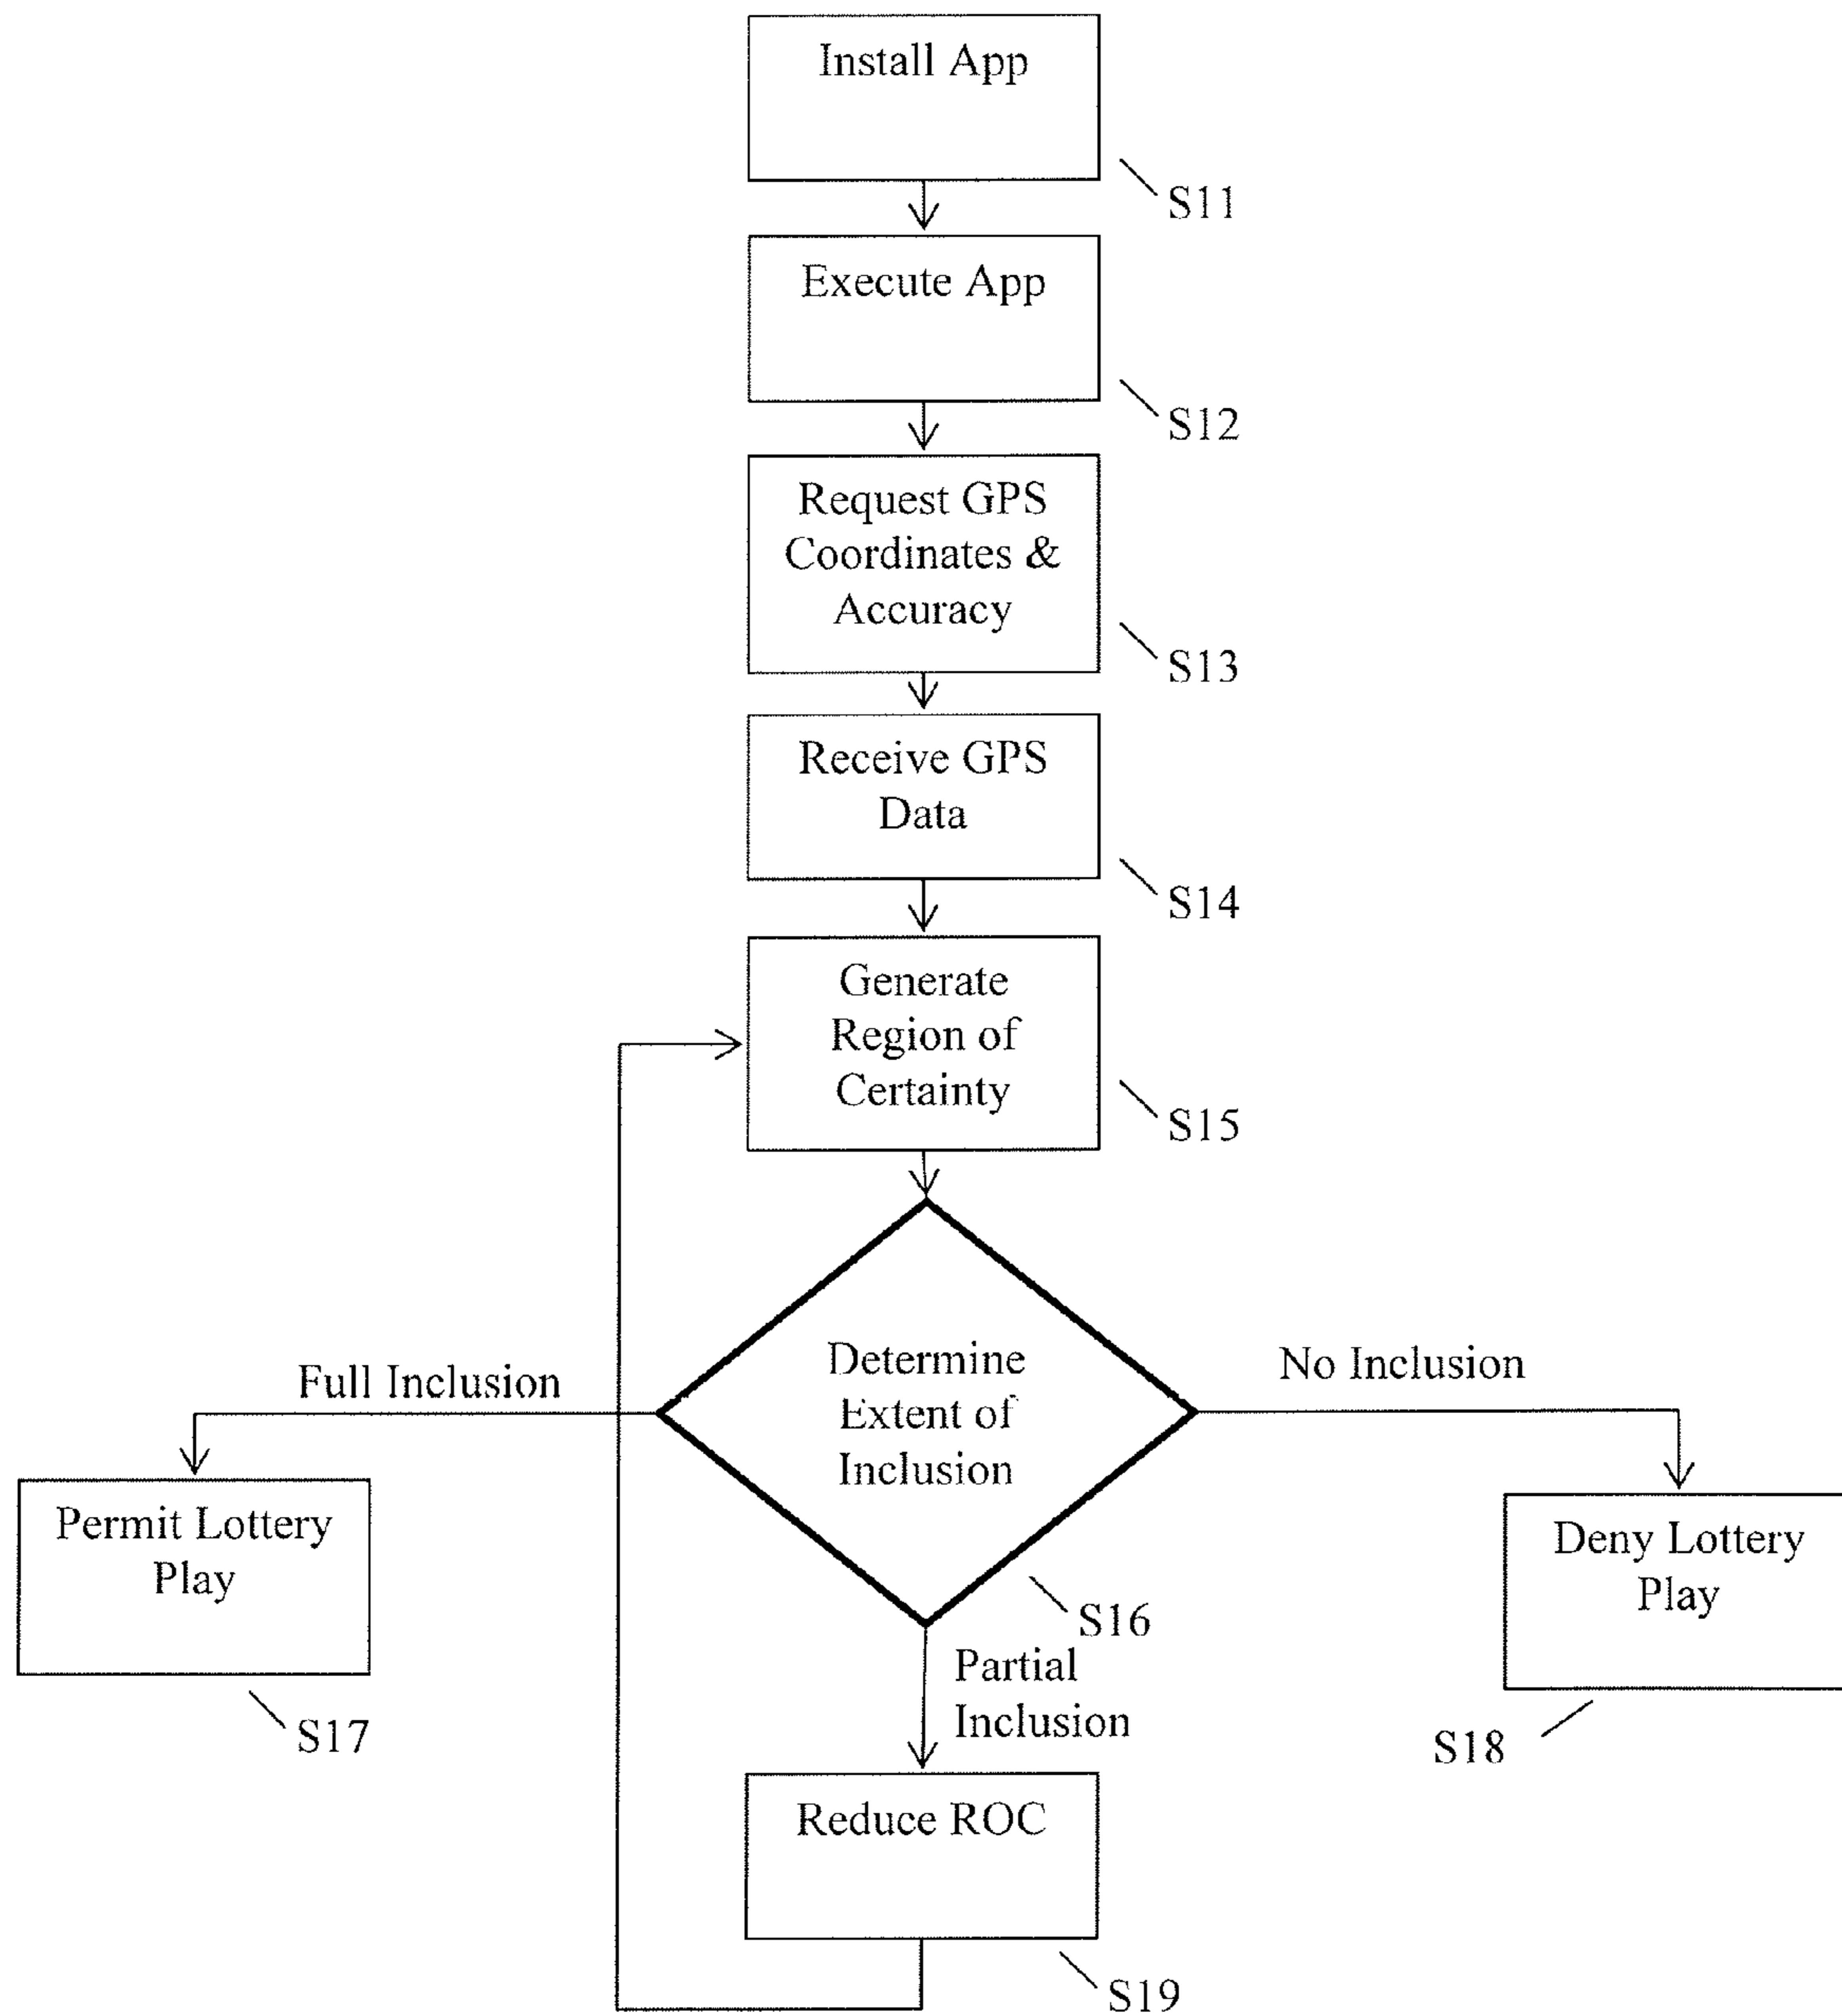 Install App
S11
Execute App
S12
Request GPS
Coordinates &
Accuracy
S13
Receive GPS
Data
S14
Generate
Region of
Certainty
S15
Determine
Extent of
Inclusion
S16
Full Inclusion
No Inclusion
Permit Lottery
Play
S17
Deny Lottery
Play
S18
Partial
Inclusion
Reduce ROC
S19